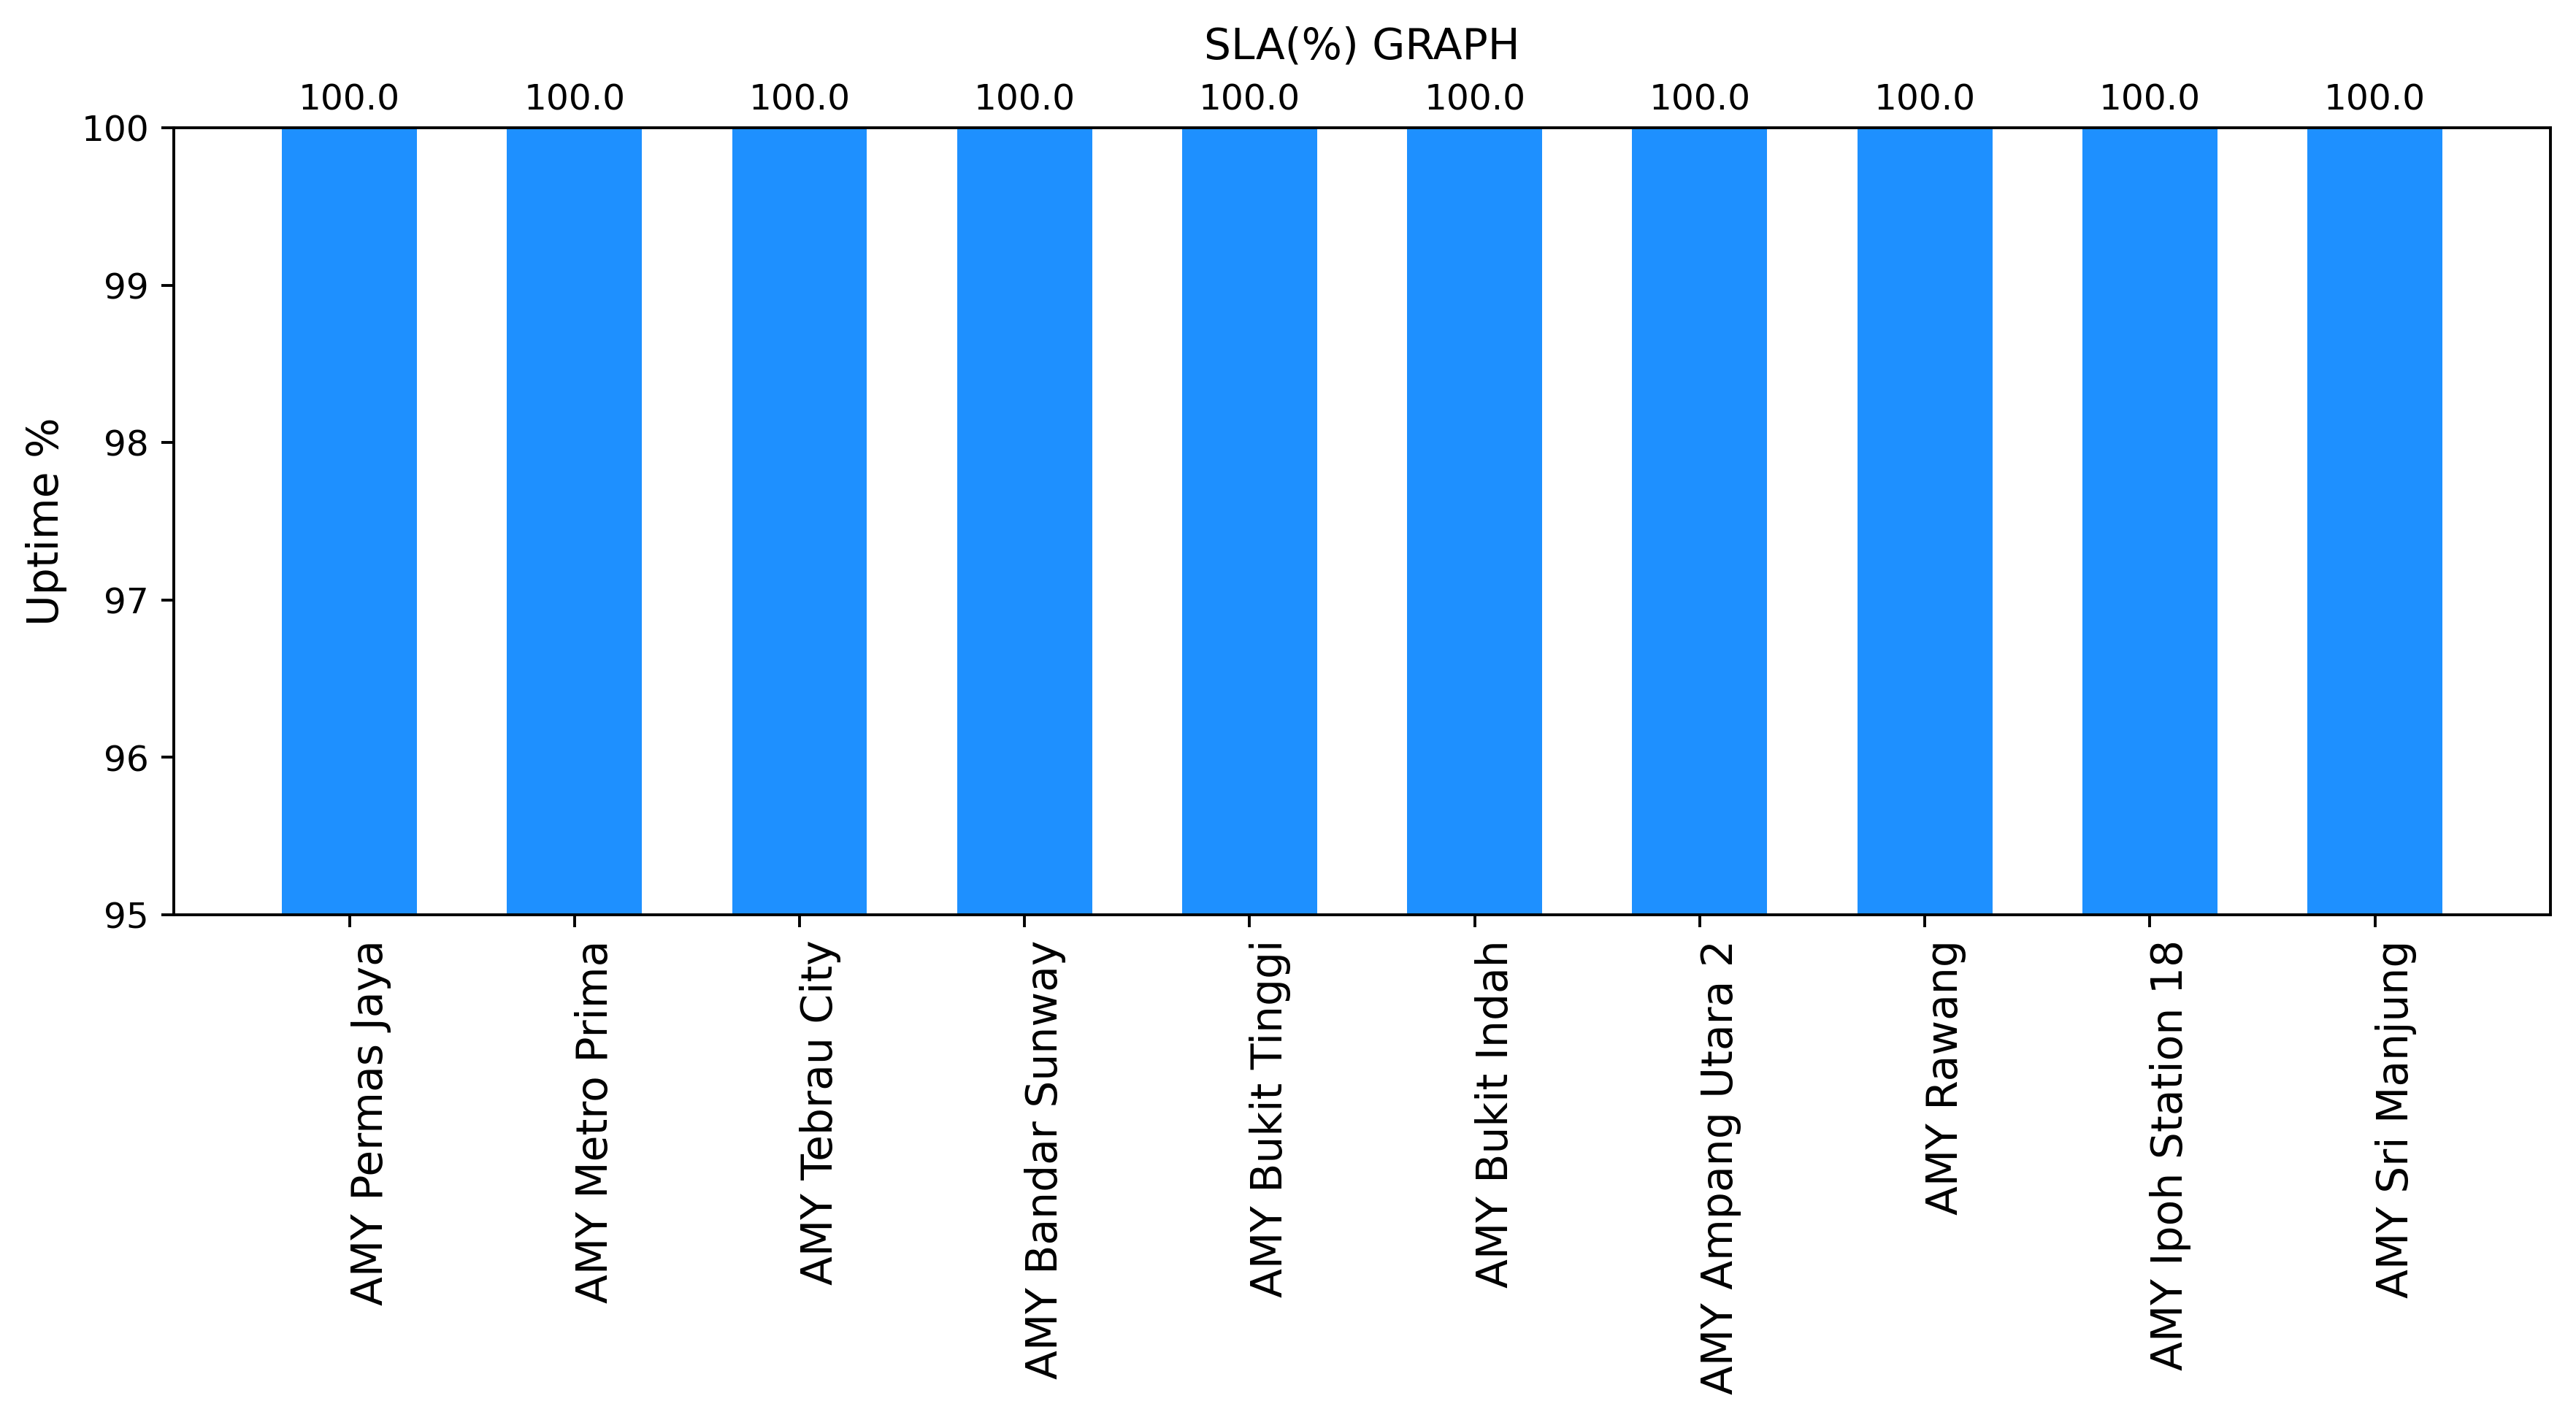 SLA(%) GRAPH
100.0 100.0 100.0 100.0 100.0 100.0 100.0 100.0 100.0 100.0
100
99
98
97
96
95
Uptime %
AMY Permas Jaya
AMY Metro Prima
AMY Tebrau City
AMY Bandar Sunway
AMY Bukit Tinggi
AMY Bukit Indah
AMY Ampang Utara 2
AMY Rawang
AMY Ipoh Station 18
AMY Sri Manjung